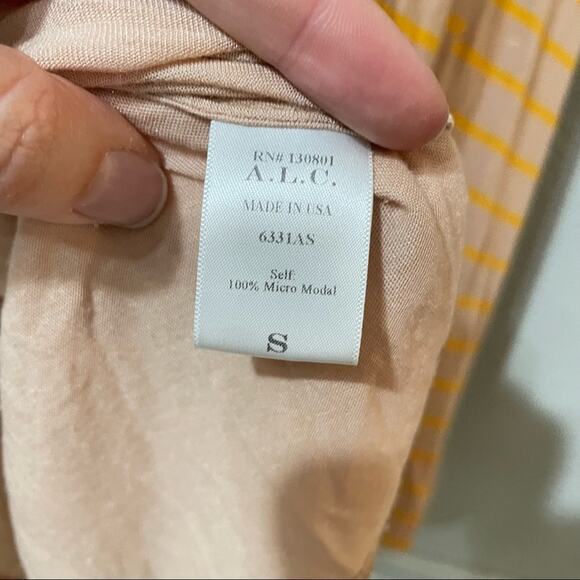 RN# 130801
A.L.C.
MADE IN USA
6331AS
Self:
100% Micro Modal
S